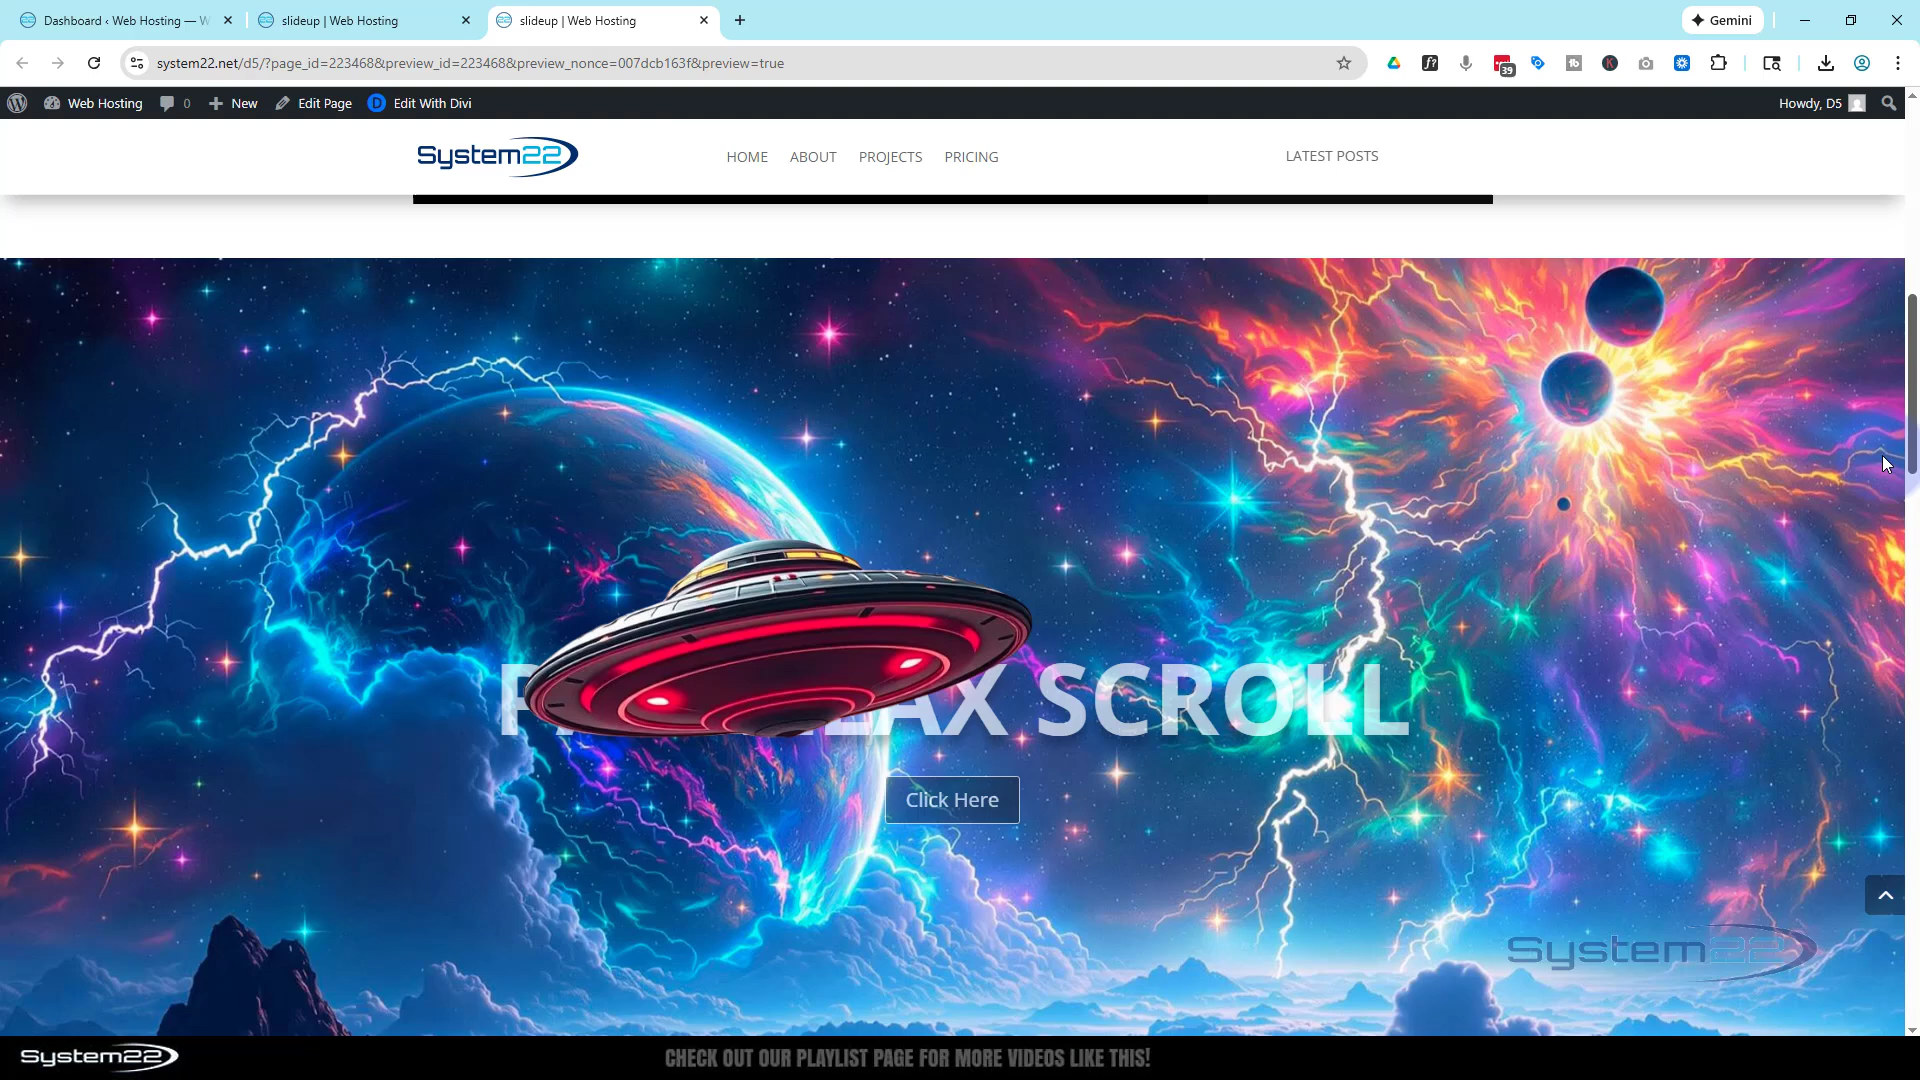 Dashboard ‹ Web Hosting — W
slideup | Web Hosting
slideup | Web Hosting
Gemini
system22.net/d5/?page_id=223468&preview_id=223468&preview_nonce=007dcb163f&preview=true
39
Web Hosting 0 New Edit Page D Edit With Divi Howdy, D5
System22 HOME ABOUT PROJECTS PRICING LATEST POSTS
SCROLL
Click Here
System22
System22 CHECK OUT OUR PLAYLIST PAGE FOR MORE VIDEOS LIKE THIS!